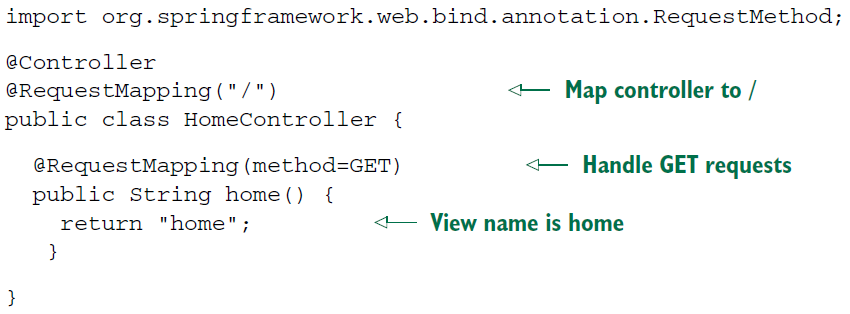 import org.springframework.web.bind.annotation.RequestMethod;
@Controller
@RequestMapping("/") Map controller to /
public class HomeController {
@RequestMapping(method=GET) Handle GET requests
public String home() {
return "home"; View name is home
}
}